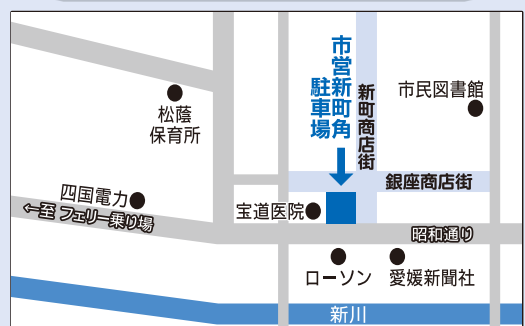 市営新町角
駐車場
新町商店街
市民図書館
松蔭
保育所
銀座商店街
四国電力
←至 フェリー乗り場
宝道医院
昭和通り
ローソン
愛媛新聞社
新川